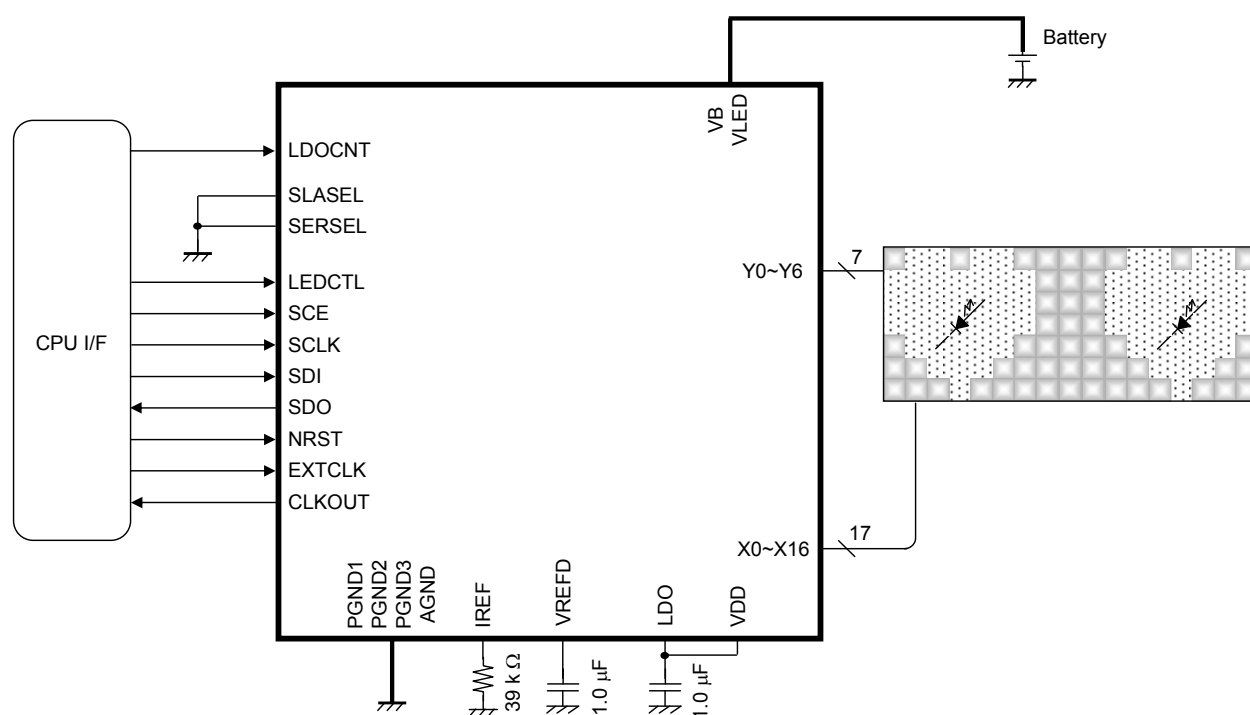 Battery
VB
VLED
CPU I/F
LDOCNT
SLASEL
SERSEL
LEDCTL
SCE
SCLK
SDI
SDO
NRST
EXTCLK
CLKOUT
Y0~Y6
7
X0~X16
17
PGND1
PGND2
PGND3
AGND
IREF
VREFD
LDO
VDD
39 k Ω
1.0 μF
1.0 μF